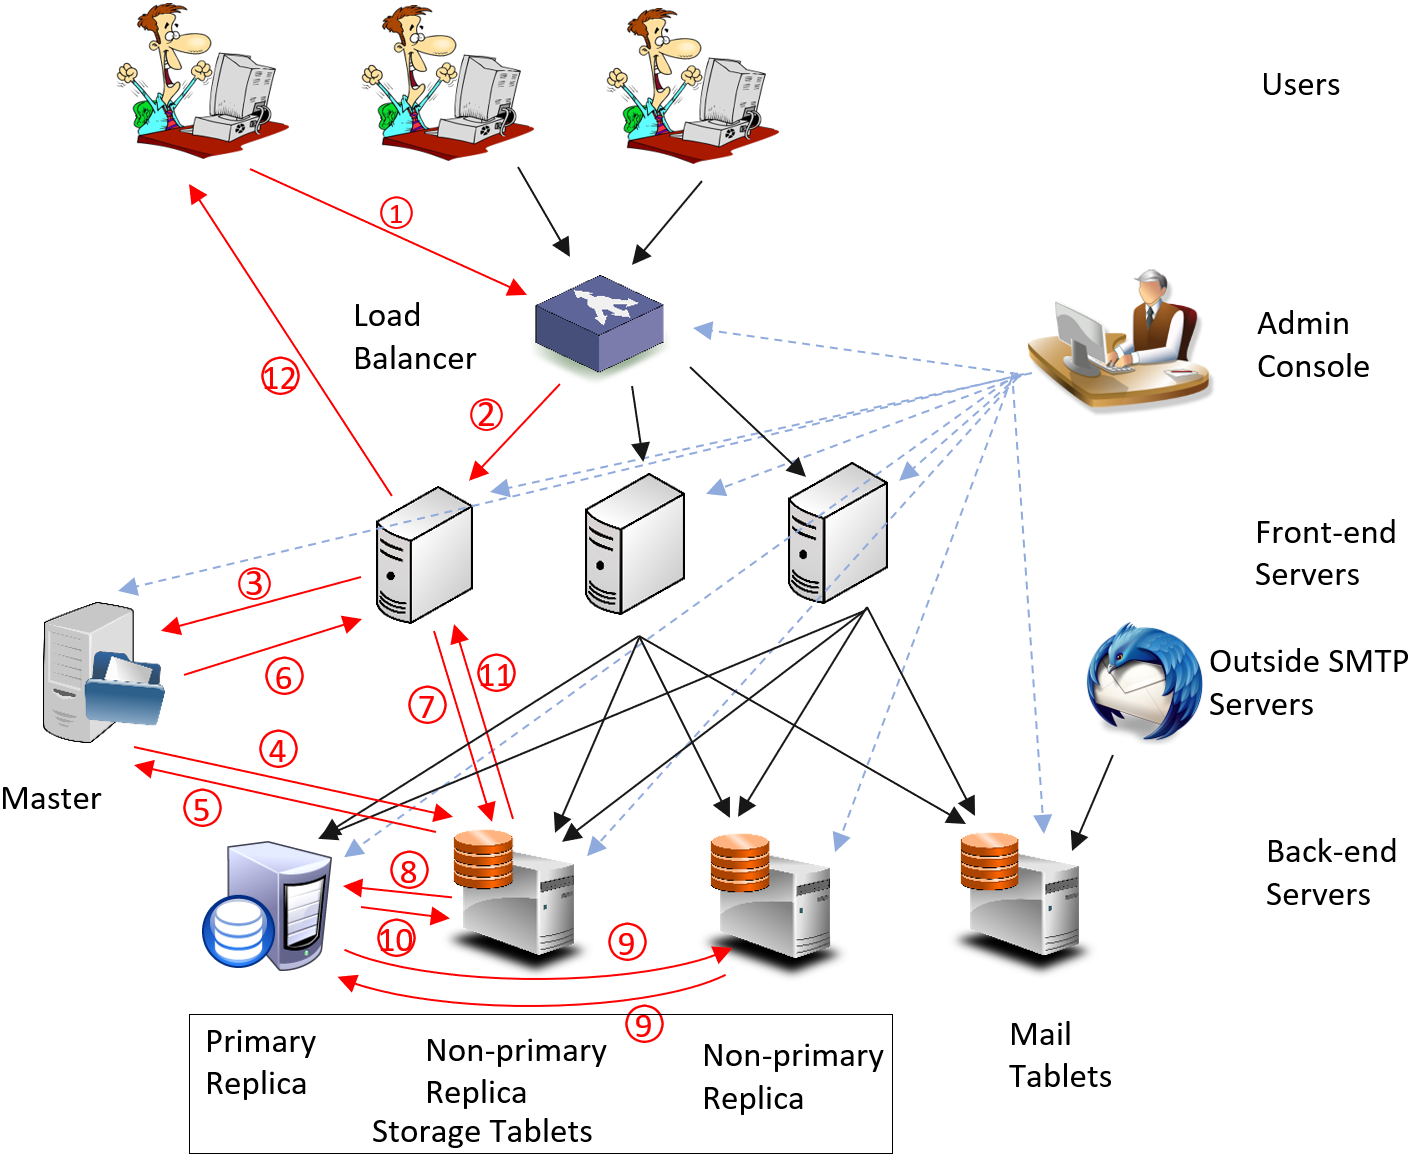 Users
①
Load
Balancer
Admin
Console
⑫
②
Front-end
Servers
③
⑥
⑪
⑦
Outside SMTP
Servers
④
⑤
Master
Back-end
Servers
⑧
⑩
⑨
⑨
Primary
Replica
Non-primary
Replica
Non-primary
Replica
Storage Tablets
Mail
Tablets